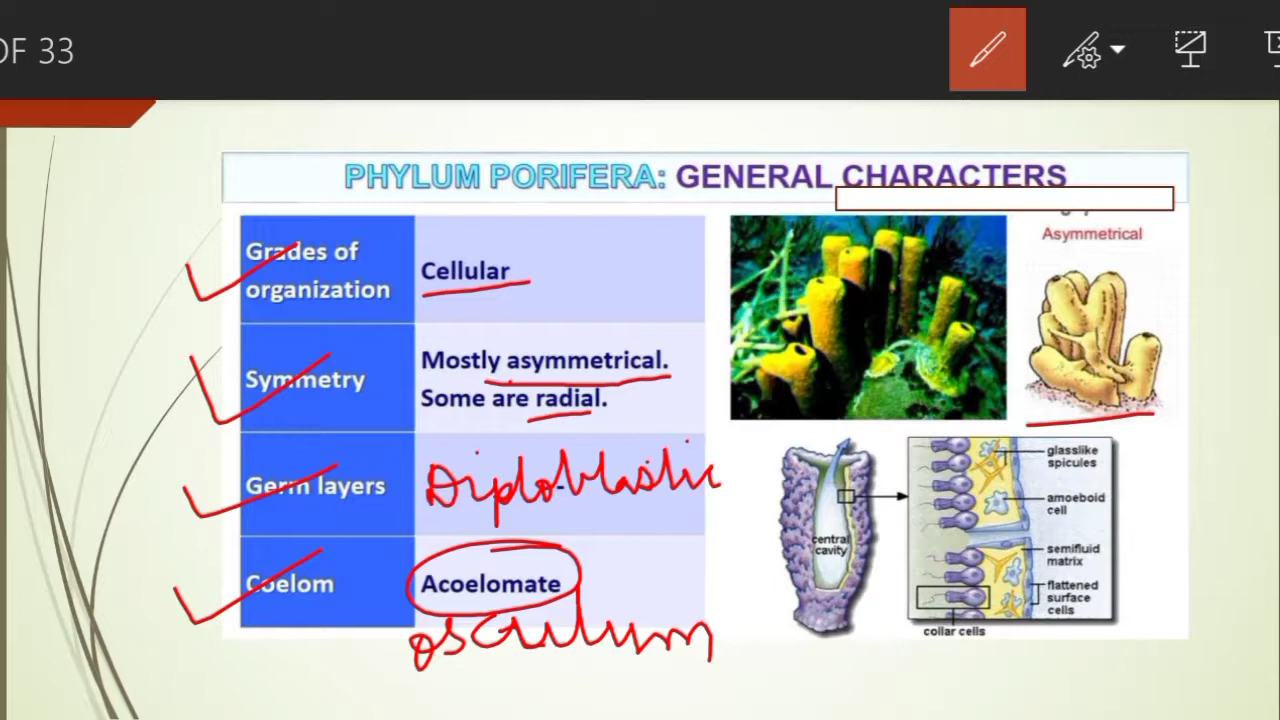 OF 33
PHYLUM PORIFERA: GENERAL CHARACTERS
Grades of
organization
Cellular
Symmetry
Mostly asymmetrical.
Some are radial.
Germ layers
Diploblastic
-
Coelom
Acoelomate
osculum
Asymmetrical
central
cavity
glasslike
spicules
amoeboid
cell
semifluid
matrix
flattened
surface
cells
collar cells